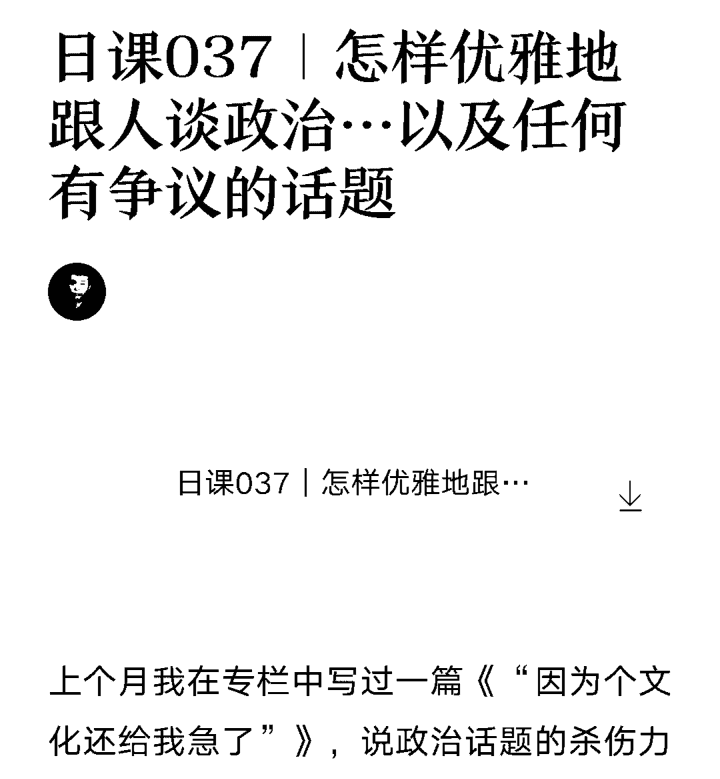 日课037｜怎样优雅地
跟人谈政治…以及任何
有争议的话题
日课037｜怎样优雅地跟…
上个月我在专栏中写过一篇《“因为个文
化还给我急了”》，说政治话题的杀伤力